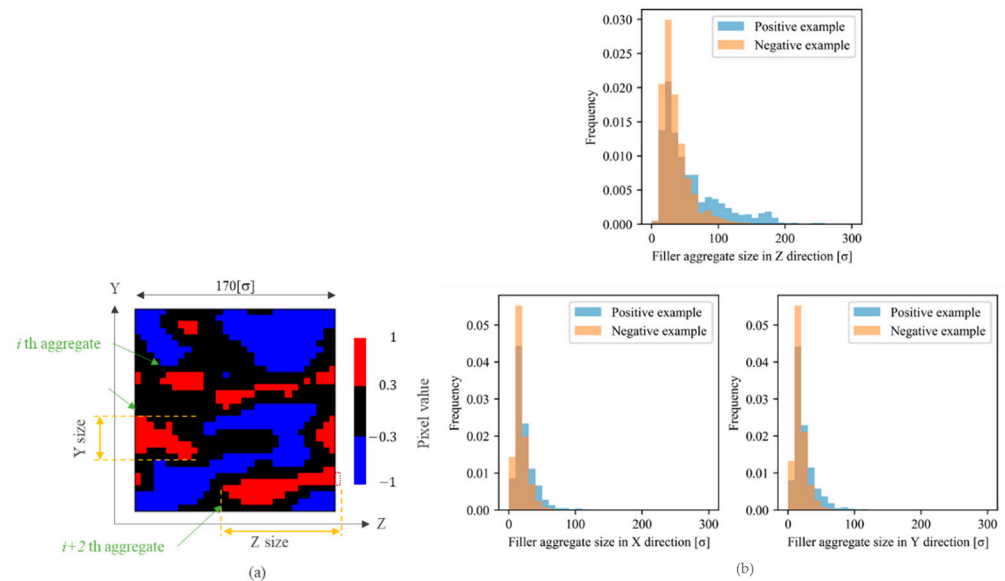 0.030
0.025
0.020
0.015
0.010
0.005
0.000
Frequency
Positive example
Negative example
0 100 200 300
Filler aggregate size in Z direction [σ]
Y
170[σ]
i th aggregate
Y size
1
0.3
−0.3
−1
Pixel value
Z
Z size
i+2 th aggregate
(a)
0.05
0.04
0.03
0.02
0.01
0.00
Frequency
Positive example
Negative example
0 100 200 300
Filler aggregate size in X direction [σ]
0.05
0.04
0.03
0.02
0.01
0.00
Frequency
Positive example
Negative example
0 100 200 300
Filler aggregate size in Y direction [σ]
(b)